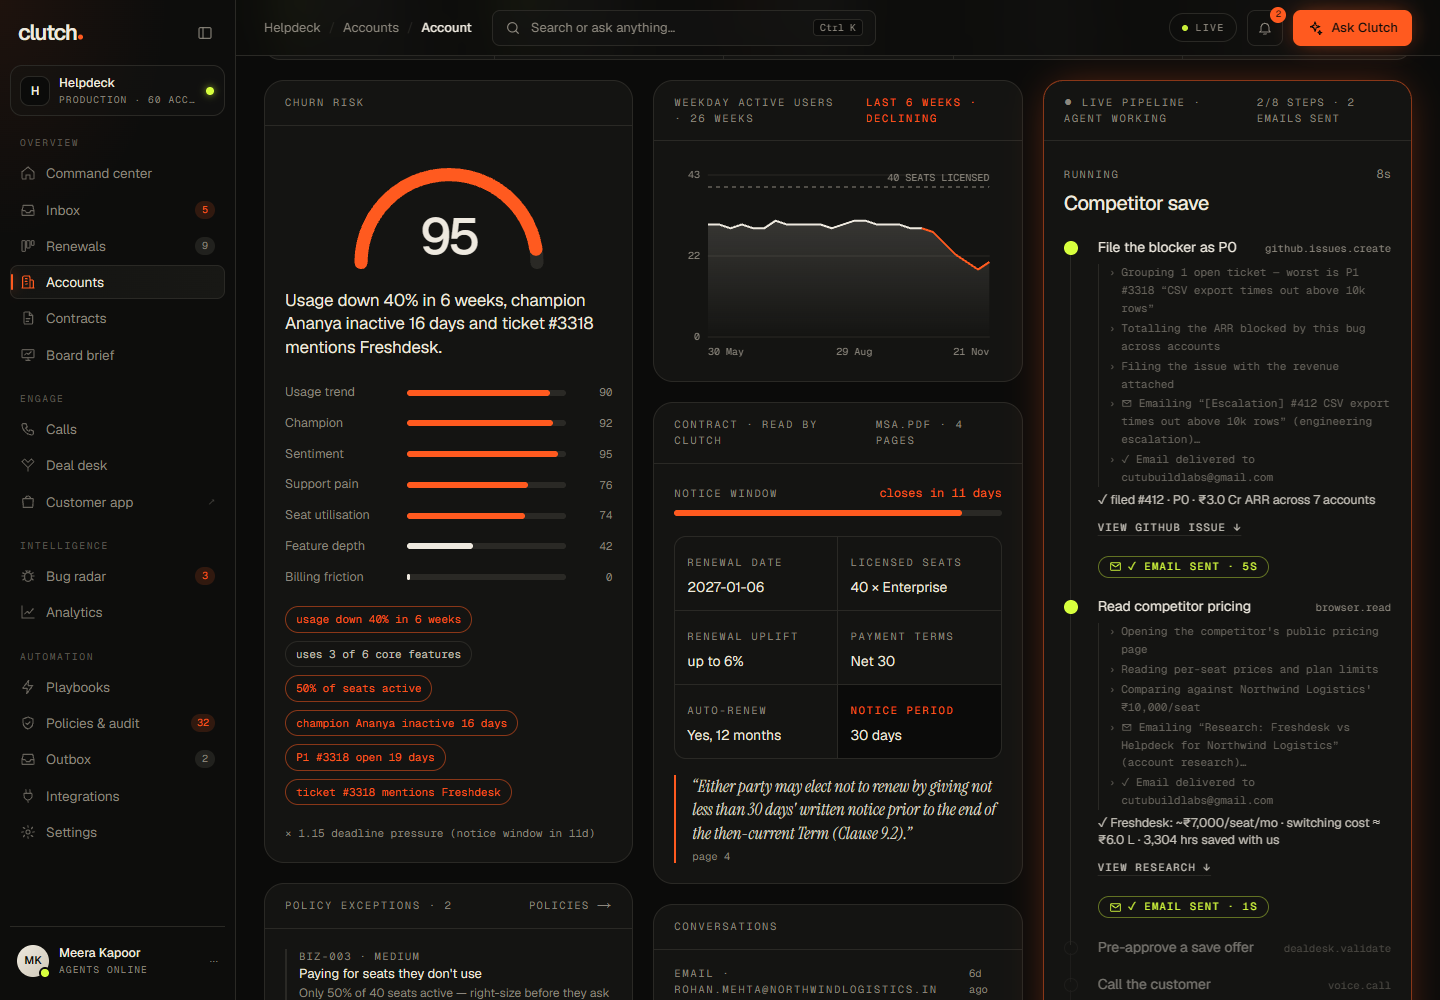 clutch.
Helpdeck / Accounts / Account
Search or ask anything...
Ctrl K
LIVE
2
Ask Clutch
H
Helpdeck
PRODUCTION · 60 ACC…
OVERVIEW
Command center
Inbox 5
Renewals 9
Accounts
Contracts
Board brief
ENGAGE
Calls
Deal desk
Customer app ↗
INTELLIGENCE
Bug radar 3
Analytics
AUTOMATION
Playbooks
Policies & audit 32
Outbox 2
Integrations
Settings
MK
Meera Kapoor
AGENTS ONLINE
...
CHURN RISK
95
Usage down 40% in 6 weeks, champion
Ananya inactive 16 days and ticket #3318
mentions Freshdesk.
Usage trend 90
Champion 92
Sentiment 95
Support pain 76
Seat utilisation 74
Feature depth 42
Billing friction 0
usage down 40% in 6 weeks
uses 3 of 6 core features
50% of seats active
champion Ananya inactive 16 days
P1 #3318 open 19 days
ticket #3318 mentions Freshdesk
× 1.15 deadline pressure (notice window in 11d)
POLICY EXCEPTIONS · 2
POLICIES →
BIZ-003 · MEDIUM
Paying for seats they don't use
Only 50% of 40 seats active — right-size before they ask
WEEKDAY ACTIVE USERS
· 26 WEEKS
LAST 6 WEEKS ·
DECLINING
43
40 SEATS LICENSED
22
0
30 May
29 Aug
21 Nov
CONTRACT · READ BY
CLUTCH
MSA.PDF · 4
PAGES
NOTICE WINDOW
closes in 11 days
RENEWAL DATE
2027-01-06
LICENSED SEATS
40 × Enterprise
RENEWAL UPLIFT
up to 6%
PAYMENT TERMS
Net 30
AUTO-RENEW
Yes, 12 months
NOTICE PERIOD
30 days
“Either party may elect not to renew by giving not
less than 30 days' written notice prior to the end of
the then-current Term (Clause 9.2).”
page 4
CONVERSATIONS
EMAIL ·
ROHAN.MEHTA@NORTHWINDLOGISTICS.IN
6d
ago
● LIVE PIPELINE ·
AGENT WORKING
2/8 STEPS · 2
EMAILS SENT
RUNNING
8s
Competitor save
File the blocker as P0
github.issues.create
› Grouping 1 open ticket — worst is P1
#3318 “CSV export times out above 10k
rows”
› Totalling the ARR blocked by this bug
across accounts
› Filing the issue with the revenue
attached
› ✉ Emailing “[Escalation] #412 CSV export
times out above 10k rows” (engineering
escalation)…
› ✓ Email delivered to
cutubuildlabs@gmail.com
✓ filed #412 · P0 · ₹3.0 Cr ARR across 7 accounts
VIEW GITHUB ISSUE ↓
✓ EMAIL SENT · 5S
Read competitor pricing
browser.read
› Opening the competitor's public pricing
page
› Reading per-seat prices and plan limits
› Comparing against Northwind Logistics'
₹10,000/seat
› ✉ Emailing “Research: Freshdesk vs
Helpdeck for Northwind Logistics”
(account research)…
› ✓ Email delivered to
cutubuildlabs@gmail.com
✓ Freshdesk: ~₹7,000/seat/mo · switching cost ≈
₹6.0 L · 3,304 hrs saved with us
VIEW RESEARCH ↓
✓ EMAIL SENT · 1S
Pre-approve a save offer
dealdesk.validate
Call the customer
voice.call